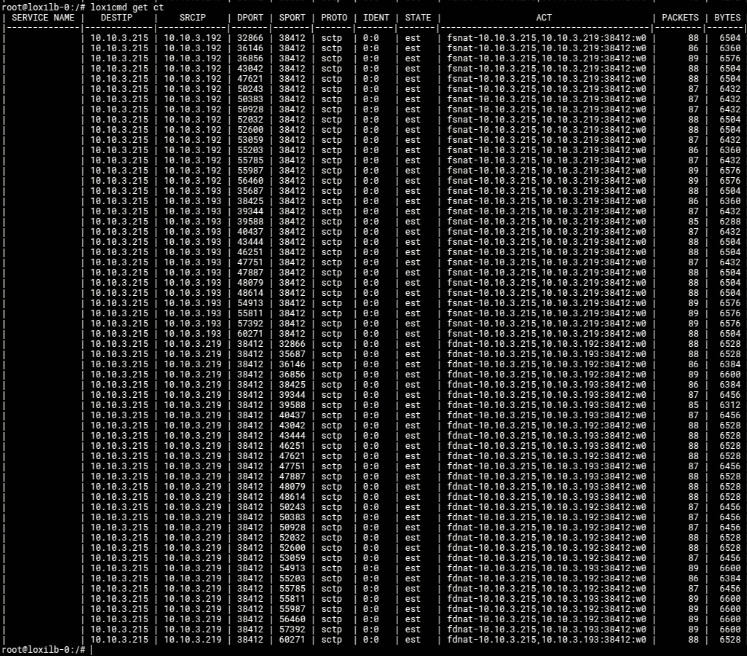 root@loxilb-0:/# loxicmd get ct
| SERVICE NAME | DESTIP | SRCIP | DPORT | SPORT | PROTO | IDENT | STATE | ACT | PACKETS | BYTES |
| | 10.10.3.215 | 10.10.3.192 | 32866 | 38412 | sctp | 0:0 | est | fsnat-10.10.3.215,10.10.3.219:38412:w0 | 88 | 6504 |
| | 10.10.3.215 | 10.10.3.192 | 36146 | 38412 | sctp | 0:0 | est | fsnat-10.10.3.215,10.10.3.219:38412:w0 | 86 | 6360 |
| | 10.10.3.215 | 10.10.3.192 | 36856 | 38412 | sctp | 0:0 | est | fsnat-10.10.3.215,10.10.3.219:38412:w0 | 89 | 6576 |
| | 10.10.3.215 | 10.10.3.192 | 43042 | 38412 | sctp | 0:0 | est | fsnat-10.10.3.215,10.10.3.219:38412:w0 | 88 | 6504 |
| | 10.10.3.215 | 10.10.3.192 | 47621 | 38412 | sctp | 0:0 | est | fsnat-10.10.3.215,10.10.3.219:38412:w0 | 88 | 6504 |
| | 10.10.3.215 | 10.10.3.192 | 50243 | 38412 | sctp | 0:0 | est | fsnat-10.10.3.215,10.10.3.219:38412:w0 | 87 | 6432 |
| | 10.10.3.215 | 10.10.3.192 | 50383 | 38412 | sctp | 0:0 | est | fsnat-10.10.3.215,10.10.3.219:38412:w0 | 87 | 6432 |
| | 10.10.3.215 | 10.10.3.192 | 50928 | 38412 | sctp | 0:0 | est | fsnat-10.10.3.215,10.10.3.219:38412:w0 | 87 | 6432 |
| | 10.10.3.215 | 10.10.3.192 | 52032 | 38412 | sctp | 0:0 | est | fsnat-10.10.3.215,10.10.3.219:38412:w0 | 88 | 6504 |
| | 10.10.3.215 | 10.10.3.192 | 52600 | 38412 | sctp | 0:0 | est | fsnat-10.10.3.215,10.10.3.219:38412:w0 | 88 | 6504 |
| | 10.10.3.215 | 10.10.3.192 | 53059 | 38412 | sctp | 0:0 | est | fsnat-10.10.3.215,10.10.3.219:38412:w0 | 87 | 6432 |
| | 10.10.3.215 | 10.10.3.192 | 55203 | 38412 | sctp | 0:0 | est | fsnat-10.10.3.215,10.10.3.219:38412:w0 | 86 | 6360 |
| | 10.10.3.215 | 10.10.3.192 | 55785 | 38412 | sctp | 0:0 | est | fsnat-10.10.3.215,10.10.3.219:38412:w0 | 87 | 6432 |
| | 10.10.3.215 | 10.10.3.192 | 55987 | 38412 | sctp | 0:0 | est | fsnat-10.10.3.215,10.10.3.219:38412:w0 | 89 | 6576 |
| | 10.10.3.215 | 10.10.3.192 | 56460 | 38412 | sctp | 0:0 | est | fsnat-10.10.3.215,10.10.3.219:38412:w0 | 89 | 6576 |
| | 10.10.3.215 | 10.10.3.193 | 35687 | 38412 | sctp | 0:0 | est | fsnat-10.10.3.215,10.10.3.219:38412:w0 | 88 | 6504 |
| | 10.10.3.215 | 10.10.3.193 | 38425 | 38412 | sctp | 0:0 | est | fsnat-10.10.3.215,10.10.3.219:38412:w0 | 86 | 6360 |
| | 10.10.3.215 | 10.10.3.193 | 39344 | 38412 | sctp | 0:0 | est | fsnat-10.10.3.215,10.10.3.219:38412:w0 | 87 | 6432 |
| | 10.10.3.215 | 10.10.3.193 | 39588 | 38412 | sctp | 0:0 | est | fsnat-10.10.3.215,10.10.3.219:38412:w0 | 85 | 6288 |
| | 10.10.3.215 | 10.10.3.193 | 40437 | 38412 | sctp | 0:0 | est | fsnat-10.10.3.215,10.10.3.219:38412:w0 | 87 | 6432 |
| | 10.10.3.215 | 10.10.3.193 | 43444 | 38412 | sctp | 0:0 | est | fsnat-10.10.3.215,10.10.3.219:38412:w0 | 88 | 6504 |
| | 10.10.3.215 | 10.10.3.193 | 46251 | 38412 | sctp | 0:0 | est | fsnat-10.10.3.215,10.10.3.219:38412:w0 | 88 | 6504 |
| | 10.10.3.215 | 10.10.3.193 | 47751 | 38412 | sctp | 0:0 | est | fsnat-10.10.3.215,10.10.3.219:38412:w0 | 87 | 6432 |
| | 10.10.3.215 | 10.10.3.193 | 47887 | 38412 | sctp | 0:0 | est | fsnat-10.10.3.215,10.10.3.219:38412:w0 | 88 | 6504 |
| | 10.10.3.215 | 10.10.3.193 | 48079 | 38412 | sctp | 0:0 | est | fsnat-10.10.3.215,10.10.3.219:38412:w0 | 88 | 6504 |
| | 10.10.3.215 | 10.10.3.193 | 48614 | 38412 | sctp | 0:0 | est | fsnat-10.10.3.215,10.10.3.219:38412:w0 | 88 | 6504 |
| | 10.10.3.215 | 10.10.3.193 | 54913 | 38412 | sctp | 0:0 | est | fsnat-10.10.3.215,10.10.3.219:38412:w0 | 89 | 6576 |
| | 10.10.3.215 | 10.10.3.193 | 55811 | 38412 | sctp | 0:0 | est | fsnat-10.10.3.215,10.10.3.219:38412:w0 | 89 | 6576 |
| | 10.10.3.215 | 10.10.3.193 | 57392 | 38412 | sctp | 0:0 | est | fsnat-10.10.3.215,10.10.3.219:38412:w0 | 89 | 6576 |
| | 10.10.3.215 | 10.10.3.193 | 60271 | 38412 | sctp | 0:0 | est | fsnat-10.10.3.215,10.10.3.219:38412:w0 | 88 | 6504 |
| | 10.10.3.215 | 10.10.3.219 | 38412 | 32866 | sctp | 0:0 | est | fdnat-10.10.3.215,10.10.3.192:38412:w0 | 88 | 6528 |
| | 10.10.3.215 | 10.10.3.219 | 38412 | 35687 | sctp | 0:0 | est | fdnat-10.10.3.215,10.10.3.193:38412:w0 | 88 | 6528 |
| | 10.10.3.215 | 10.10.3.219 | 38412 | 36146 | sctp | 0:0 | est | fdnat-10.10.3.215,10.10.3.192:38412:w0 | 86 | 6384 |
| | 10.10.3.215 | 10.10.3.219 | 38412 | 36856 | sctp | 0:0 | est | fdnat-10.10.3.215,10.10.3.192:38412:w0 | 89 | 6600 |
| | 10.10.3.215 | 10.10.3.219 | 38412 | 38425 | sctp | 0:0 | est | fdnat-10.10.3.215,10.10.3.193:38412:w0 | 86 | 6384 |
| | 10.10.3.215 | 10.10.3.219 | 38412 | 39344 | sctp | 0:0 | est | fdnat-10.10.3.215,10.10.3.193:38412:w0 | 87 | 6456 |
| | 10.10.3.215 | 10.10.3.219 | 38412 | 39588 | sctp | 0:0 | est | fdnat-10.10.3.215,10.10.3.193:38412:w0 | 85 | 6312 |
| | 10.10.3.215 | 10.10.3.219 | 38412 | 40437 | sctp | 0:0 | est | fdnat-10.10.3.215,10.10.3.193:38412:w0 | 87 | 6456 |
| | 10.10.3.215 | 10.10.3.219 | 38412 | 43042 | sctp | 0:0 | est | fdnat-10.10.3.215,10.10.3.192:38412:w0 | 88 | 6528 |
| | 10.10.3.215 | 10.10.3.219 | 38412 | 43444 | sctp | 0:0 | est | fdnat-10.10.3.215,10.10.3.193:38412:w0 | 88 | 6528 |
| | 10.10.3.215 | 10.10.3.219 | 38412 | 46251 | sctp | 0:0 | est | fdnat-10.10.3.215,10.10.3.193:38412:w0 | 88 | 6528 |
| | 10.10.3.215 | 10.10.3.219 | 38412 | 47621 | sctp | 0:0 | est | fdnat-10.10.3.215,10.10.3.192:38412:w0 | 88 | 6528 |
| | 10.10.3.215 | 10.10.3.219 | 38412 | 47751 | sctp | 0:0 | est | fdnat-10.10.3.215,10.10.3.193:38412:w0 | 87 | 6456 |
| | 10.10.3.215 | 10.10.3.219 | 38412 | 47887 | sctp | 0:0 | est | fdnat-10.10.3.215,10.10.3.193:38412:w0 | 88 | 6528 |
| | 10.10.3.215 | 10.10.3.219 | 38412 | 48079 | sctp | 0:0 | est | fdnat-10.10.3.215,10.10.3.193:38412:w0 | 88 | 6528 |
| | 10.10.3.215 | 10.10.3.219 | 38412 | 48614 | sctp | 0:0 | est | fdnat-10.10.3.215,10.10.3.193:38412:w0 | 88 | 6528 |
| | 10.10.3.215 | 10.10.3.219 | 38412 | 50243 | sctp | 0:0 | est | fdnat-10.10.3.215,10.10.3.192:38412:w0 | 87 | 6456 |
| | 10.10.3.215 | 10.10.3.219 | 38412 | 50383 | sctp | 0:0 | est | fdnat-10.10.3.215,10.10.3.192:38412:w0 | 87 | 6456 |
| | 10.10.3.215 | 10.10.3.219 | 38412 | 50928 | sctp | 0:0 | est | fdnat-10.10.3.215,10.10.3.192:38412:w0 | 87 | 6456 |
| | 10.10.3.215 | 10.10.3.219 | 38412 | 52032 | sctp | 0:0 | est | fdnat-10.10.3.215,10.10.3.192:38412:w0 | 88 | 6528 |
| | 10.10.3.215 | 10.10.3.219 | 38412 | 52600 | sctp | 0:0 | est | fdnat-10.10.3.215,10.10.3.192:38412:w0 | 88 | 6528 |
| | 10.10.3.215 | 10.10.3.219 | 38412 | 53059 | sctp | 0:0 | est | fdnat-10.10.3.215,10.10.3.192:38412:w0 | 87 | 6456 |
| | 10.10.3.215 | 10.10.3.219 | 38412 | 54913 | sctp | 0:0 | est | fdnat-10.10.3.215,10.10.3.193:38412:w0 | 89 | 6600 |
| | 10.10.3.215 | 10.10.3.219 | 38412 | 55203 | sctp | 0:0 | est | fdnat-10.10.3.215,10.10.3.192:38412:w0 | 86 | 6384 |
| | 10.10.3.215 | 10.10.3.219 | 38412 | 55785 | sctp | 0:0 | est | fdnat-10.10.3.215,10.10.3.192:38412:w0 | 87 | 6456 |
| | 10.10.3.215 | 10.10.3.219 | 38412 | 55811 | sctp | 0:0 | est | fdnat-10.10.3.215,10.10.3.193:38412:w0 | 89 | 6600 |
| | 10.10.3.215 | 10.10.3.219 | 38412 | 55987 | sctp | 0:0 | est | fdnat-10.10.3.215,10.10.3.192:38412:w0 | 89 | 6600 |
| | 10.10.3.215 | 10.10.3.219 | 38412 | 56460 | sctp | 0:0 | est | fdnat-10.10.3.215,10.10.3.192:38412:w0 | 89 | 6600 |
| | 10.10.3.215 | 10.10.3.219 | 38412 | 57392 | sctp | 0:0 | est | fdnat-10.10.3.215,10.10.3.193:38412:w0 | 89 | 6600 |
| | 10.10.3.215 | 10.10.3.219 | 38412 | 60271 | sctp | 0:0 | est | fdnat-10.10.3.215,10.10.3.193:38412:w0 | 88 | 6528 |
root@loxilb-0:/#